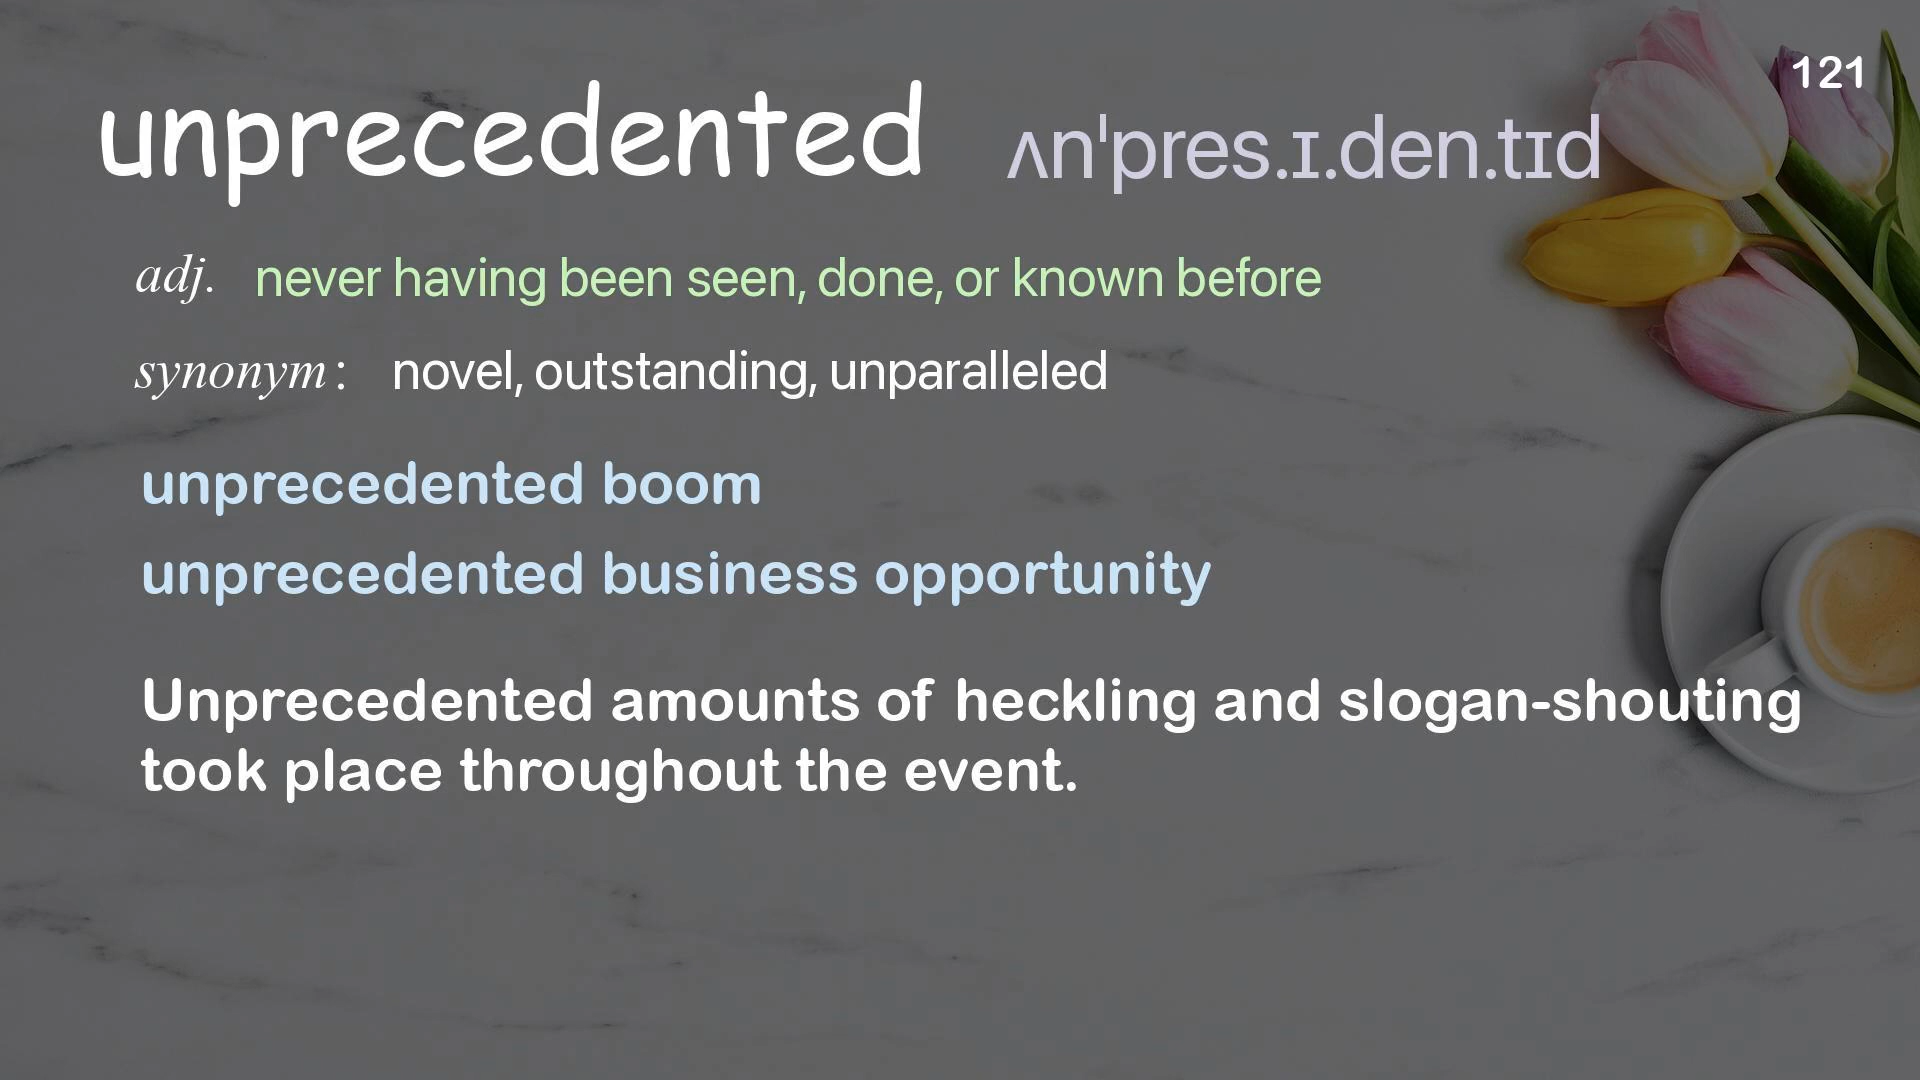 121
unprecedented ʌnˈpres.ɪ.den.tɪd
adj. never having been seen, done, or known before
synonym: novel, outstanding, unparalleled
unprecedented boom
unprecedented business opportunity
Unprecedented amounts of heckling and slogan-shouting
took place throughout the event.